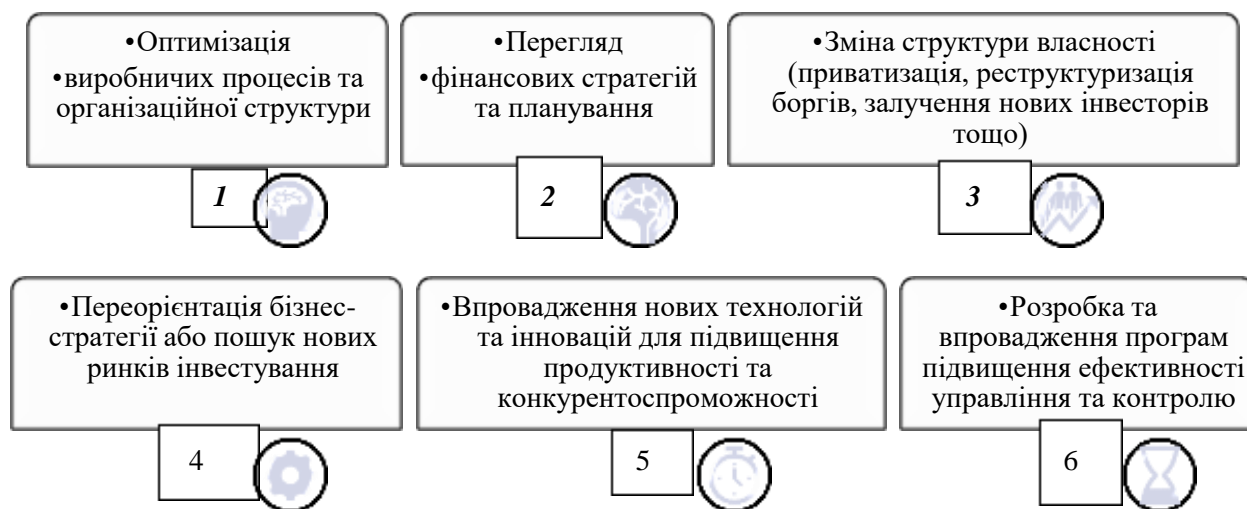 •Оптимізація
•виробничих процесів та
організаційної структури
1
•Перегляд
•фінансових стратегій
та планування
2
•Зміна структури власності
(приватизація, реструктуризація
боргів, залучення нових інвесторів
тощо)
3
•Переорієнтація бізнес-
стратегії або пошук нових
ринків інвестування
4
•Впровадження нових технологій
та інновацій для підвищення
продуктивності та
конкурентоспроможності
5
•Розробка та
впровадження програм
підвищення ефективності
управління та контролю
6